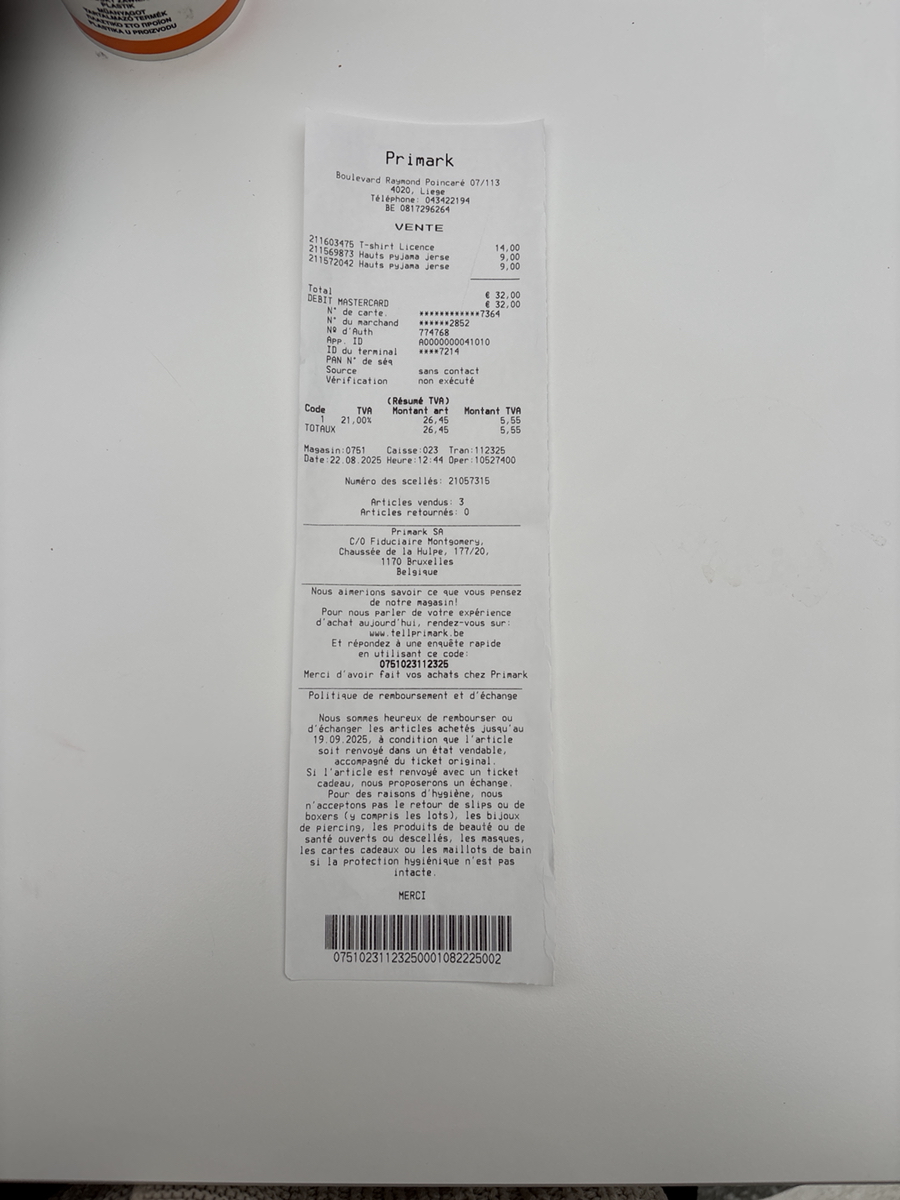 PLASTIK
MŰANYAGOT
TARTALMAZÓ TERMÉK
ΠΛΑΣΤΙΚΟ ΣΤΟ ΠΡΟΪΟΝ
PLASTIKA U PROIZVODU
Primark
Boulevard Raymond Poincaré 07/113
4020, Liege
Téléphone: 043422194
BE 0817296264
VENTE
211603475 T-shirt Licence 14,00
211569873 Hauts pyjama jerse 9,00
211572042 Hauts pyjama jerse 9,00
Total € 32,00
DEBIT MASTERCARD € 32,00
N° de carte. ************7364
N° du marchand ******2852
Nº d'Auth 774768
App. ID A0000000041010
ID du terminal ****7214
PAN N° de séq
Source sans contact
Vérification non exécuté
(Résumé TVA)
Code TVA Montant art Montant TVA
1 21,00% 26,45 5,55
TOTAUX 26,45 5,55
Magasin:0751 Caisse:023 Tran:112325
Date:22.08.2025 Heure:12:44 Oper:10527400
Numéro des scellés: 21057315
Articles vendus: 3
Articles retournés: 0
Primark SA
C/O Fiduciaire Montgomery,
Chaussée de la Hulpe, 177/20,
1170 Bruxelles
Belgique
Nous aimerions savoir ce que vous pensez
de notre magasin!
Pour nous parler de votre expérience
d'achat aujourd'hui, rendez-vous sur:
www.tellprimark.be
Et répondez à une enquête rapide
en utilisant ce code:
0751023112325
Merci d'avoir fait vos achats chez Primark
Politique de remboursement et d'échange
Nous sommes heureux de rembourser ou
d'échanger les articles achetés jusqu'au
19.09.2025, à condition que l'article
soit renvoyé dans un état vendable,
accompagné du ticket original.
Si l'article est renvoyé avec un ticket
cadeau, nous proposerons un échange.
Pour des raisons d'hygiène, nous
n'acceptons pas le retour de slips ou de
boxers (y compris les lots), les bijoux
de piercing, les produits de beauté ou de
santé ouverts ou descellés, les masques,
les cartes cadeaux ou les maillots de bain
si la protection hygiénique n'est pas
intacte.
MERCI
07510231123250001082225002